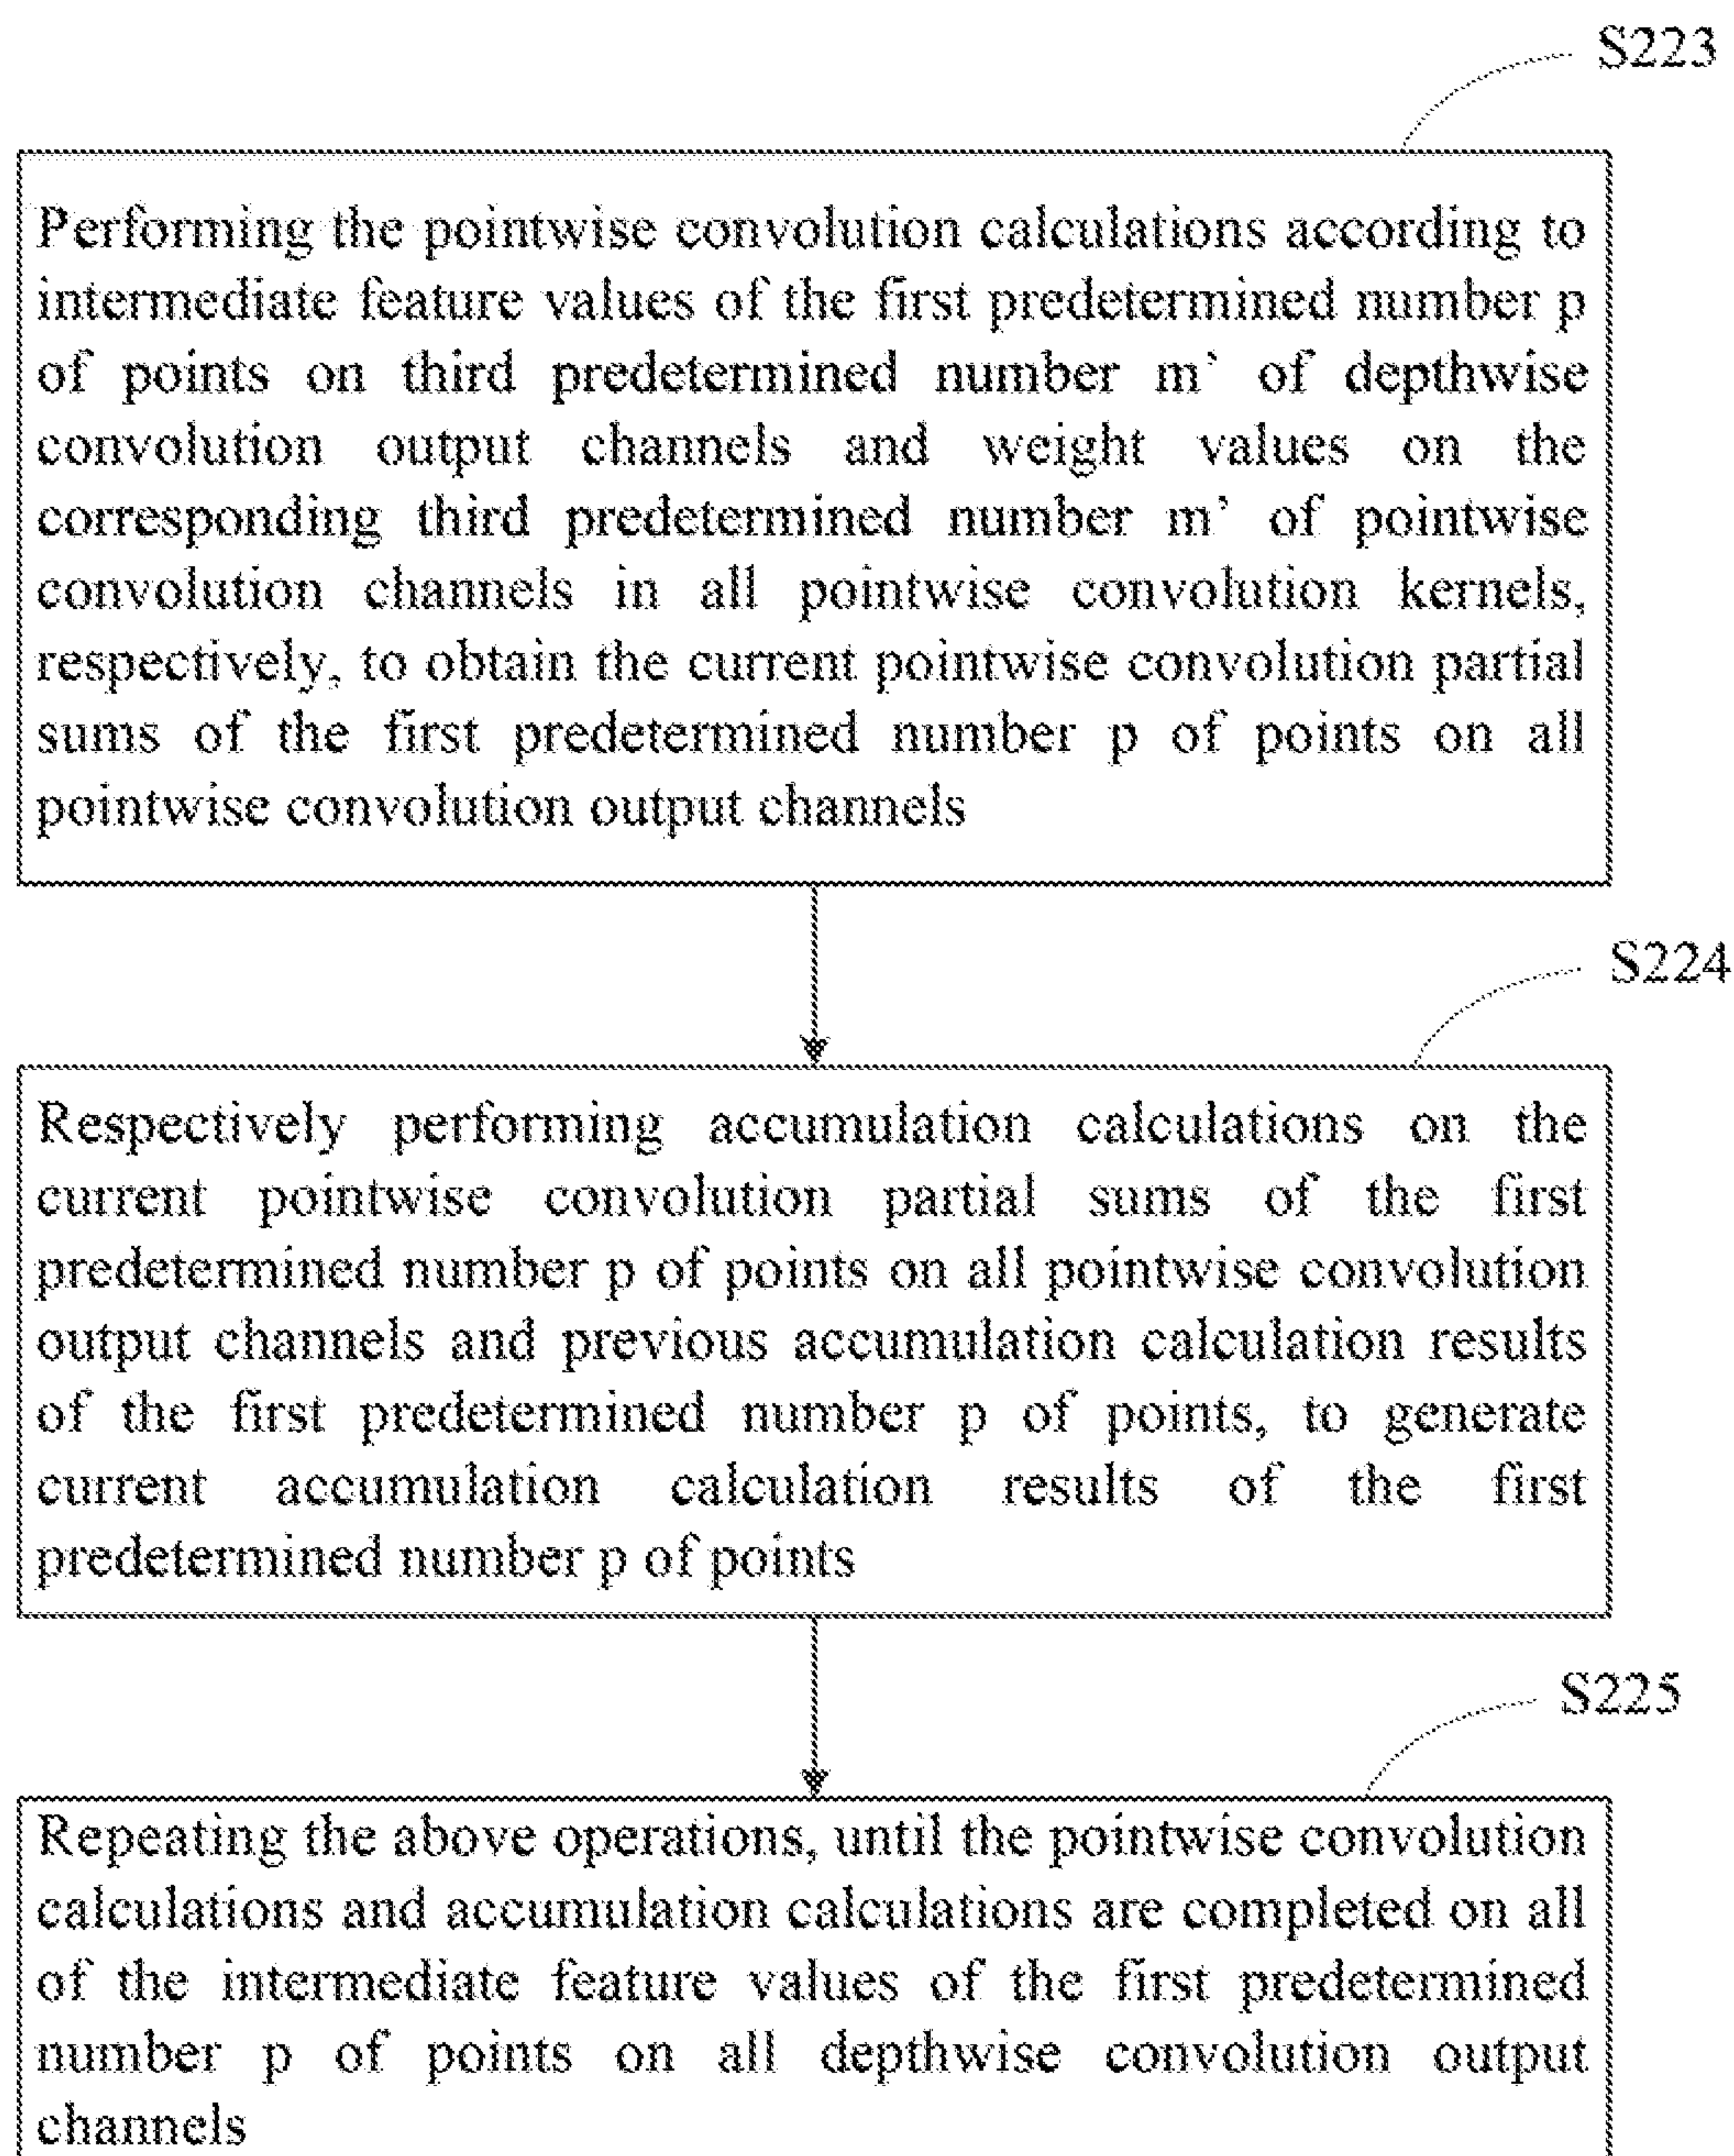 S223
Performing the pointwise convolution calculations according to
intermediate feature values of the first predetermined number p
of points on third predetermined number m' of depthwise
convolution output channels and weight values on the
corresponding third predetermined number m' of pointwise
convolution channels in all pointwise convolution kernels,
respectively, to obtain the current pointwise convolution partial
sums of the first predetermined number p of points on all
pointwise convolution output channels
S224
Respectively performing accumulation calculations on the
current pointwise convolution partial sums of the first
predetermined number p of points on all pointwise convolution
output channels and previous accumulation calculation results
of the first predetermined number p of points, to generate
current accumulation calculation results of the first
predetermined number p of points
S225
Repeating the above operations, until the pointwise convolution
calculations and accumulation calculations are completed on all
of the intermediate feature values of the first predetermined
number p of points on all depthwise convolution output
channels